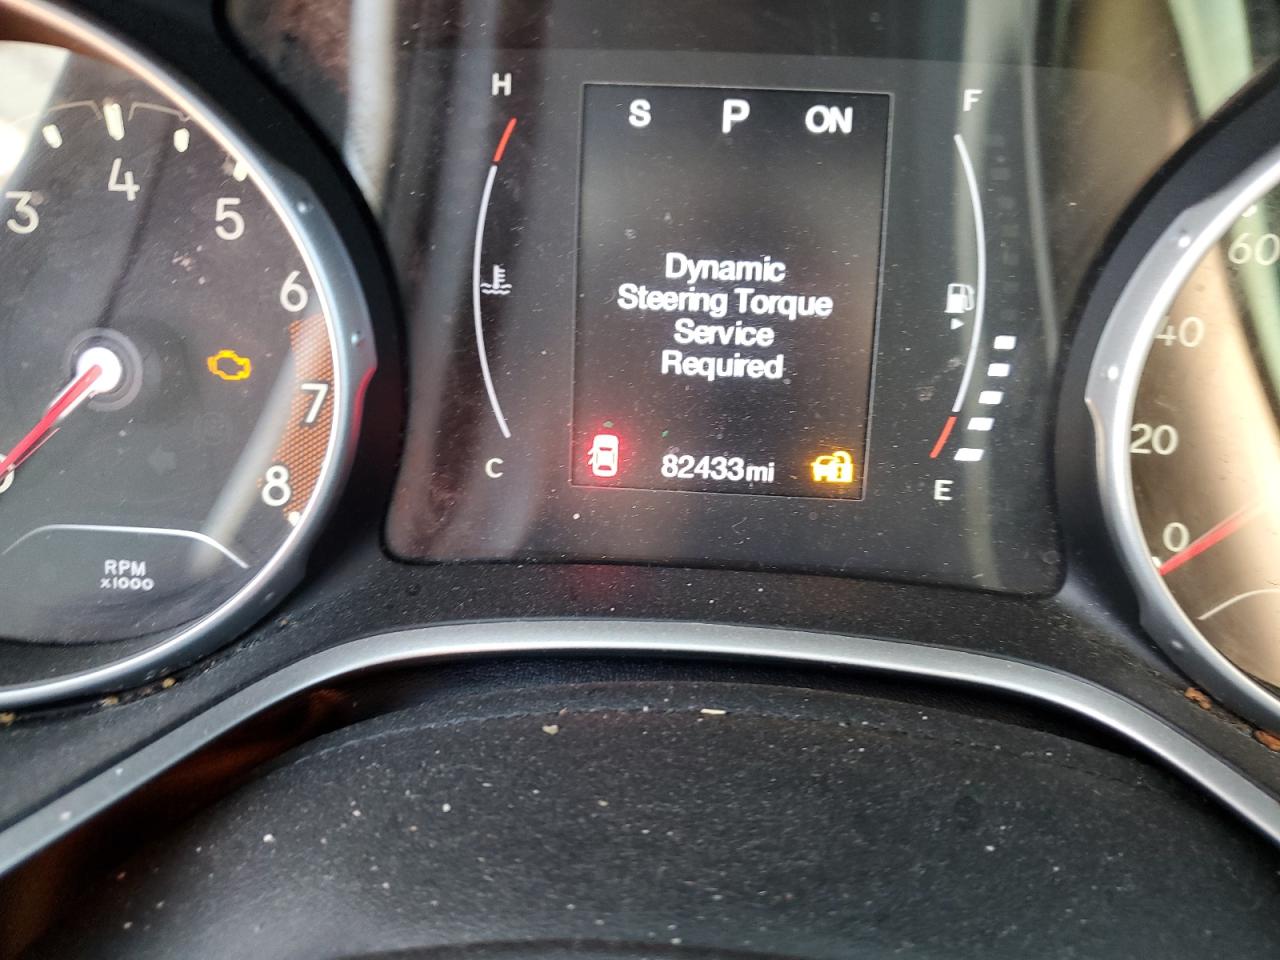 H
S P ON
F
3
4
5
6
7
8
RPM
x1000
Dynamic
Steering Torque
Service
Required
82433mi
C
E
60
40
20
0